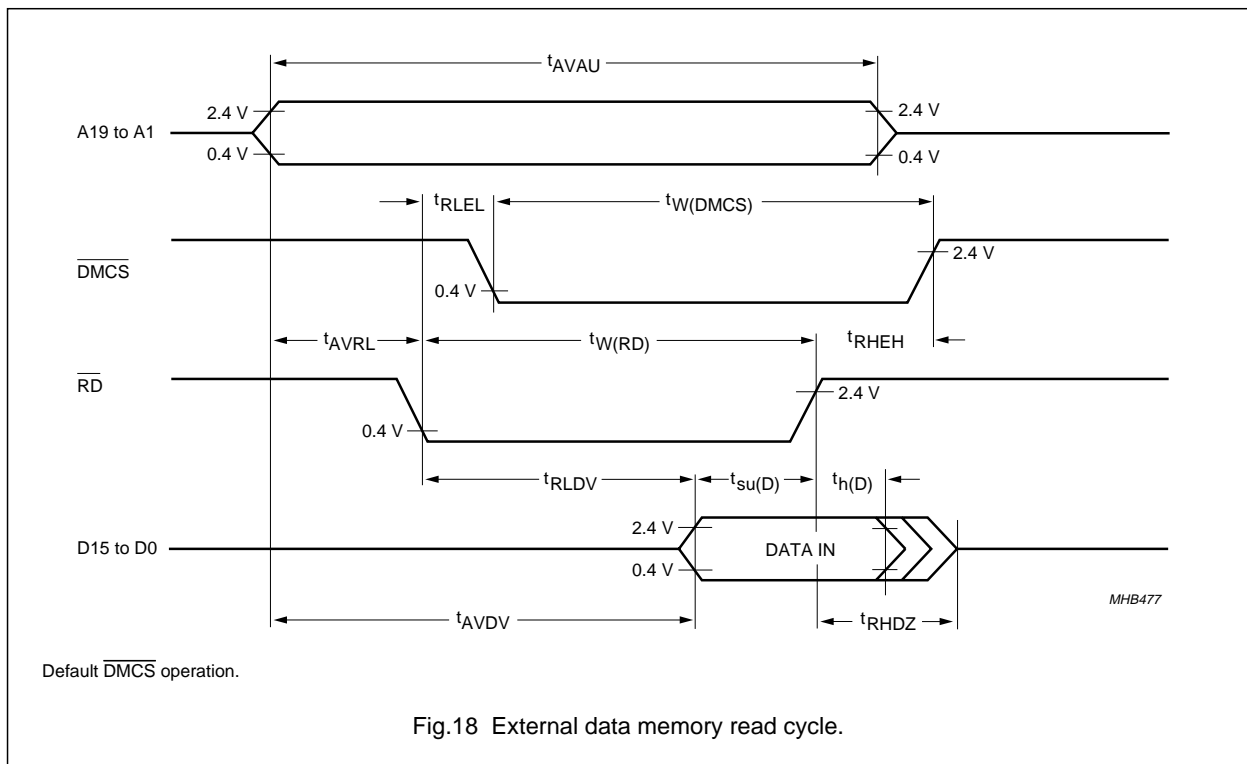 tAVAU
2.4 V
2.4 V
A19 to A1
0.4 V
0.4 V
tRLEL
tW(DMCS)
DMCS
2.4 V
0.4 V
tAVRL
tW(RD)
tRHEH
RD
2.4 V
0.4 V
tRLDV
tsu(D)
th(D)
2.4 V
D15 to D0
DATA IN
0.4 V
MHB477
tAVDV
tRHDZ
Default DMCS operation.
Fig.18 External data memory read cycle.